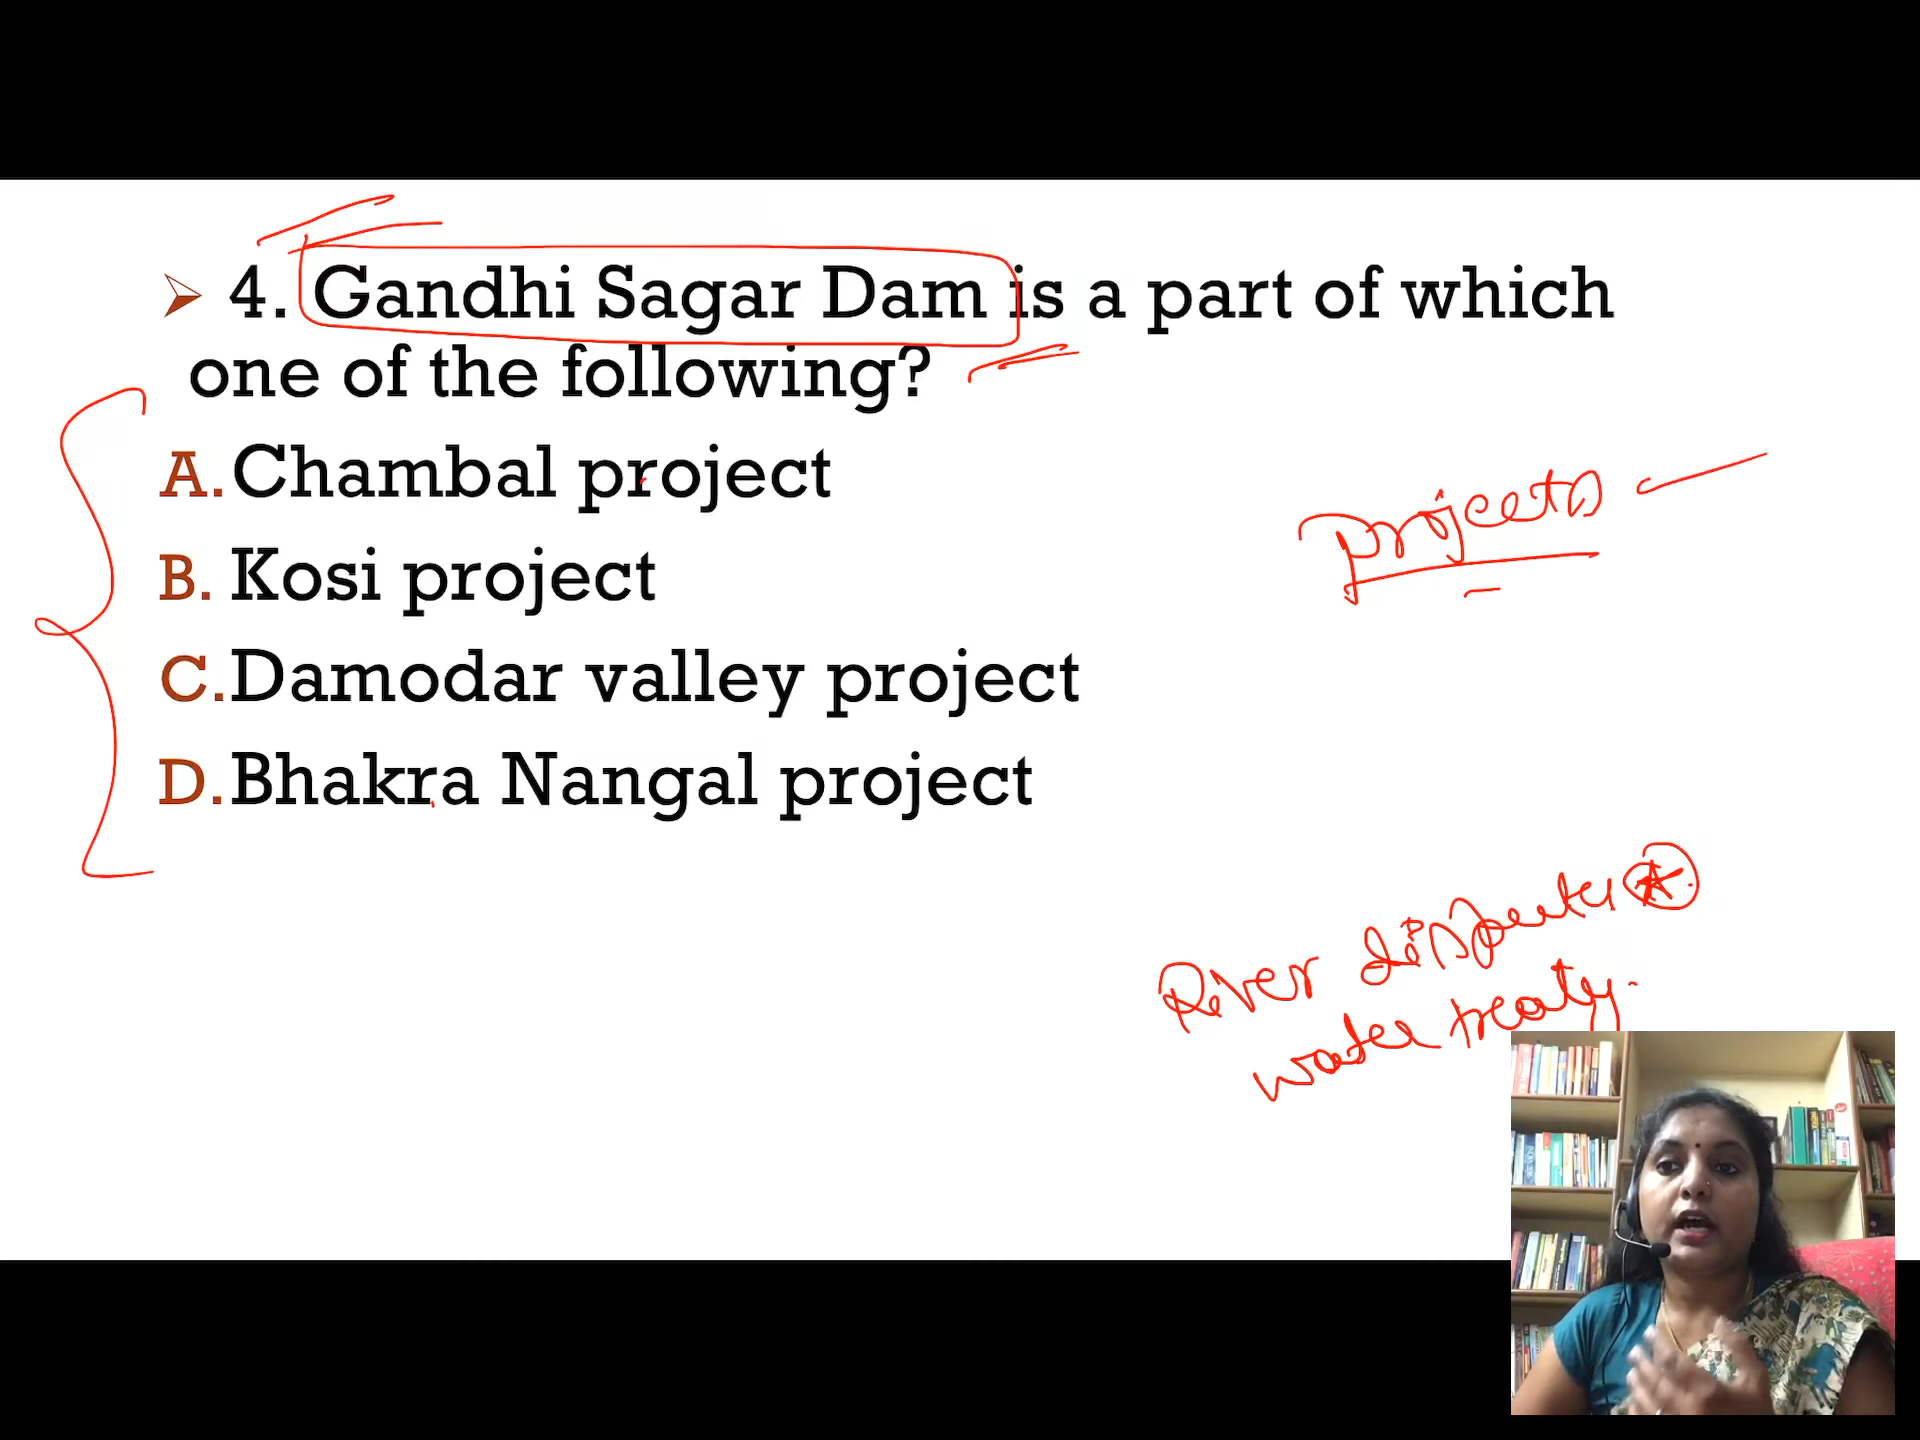 ➢ 4. Gandhi Sagar Dam is a part of which
one of the following?
A. Chambal project
B. Kosi project
C. Damodar valley project
D. Bhakra Nangal project
projects
River disputes
water treaty.